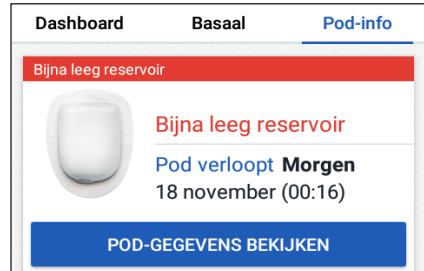 Dashboard Basaal Pod-info
Bijna leeg reservoir
Bijna leeg reservoir
Pod verloopt Morgen
18 november (00:16)
POD-GEGEVENS BEKIJKEN